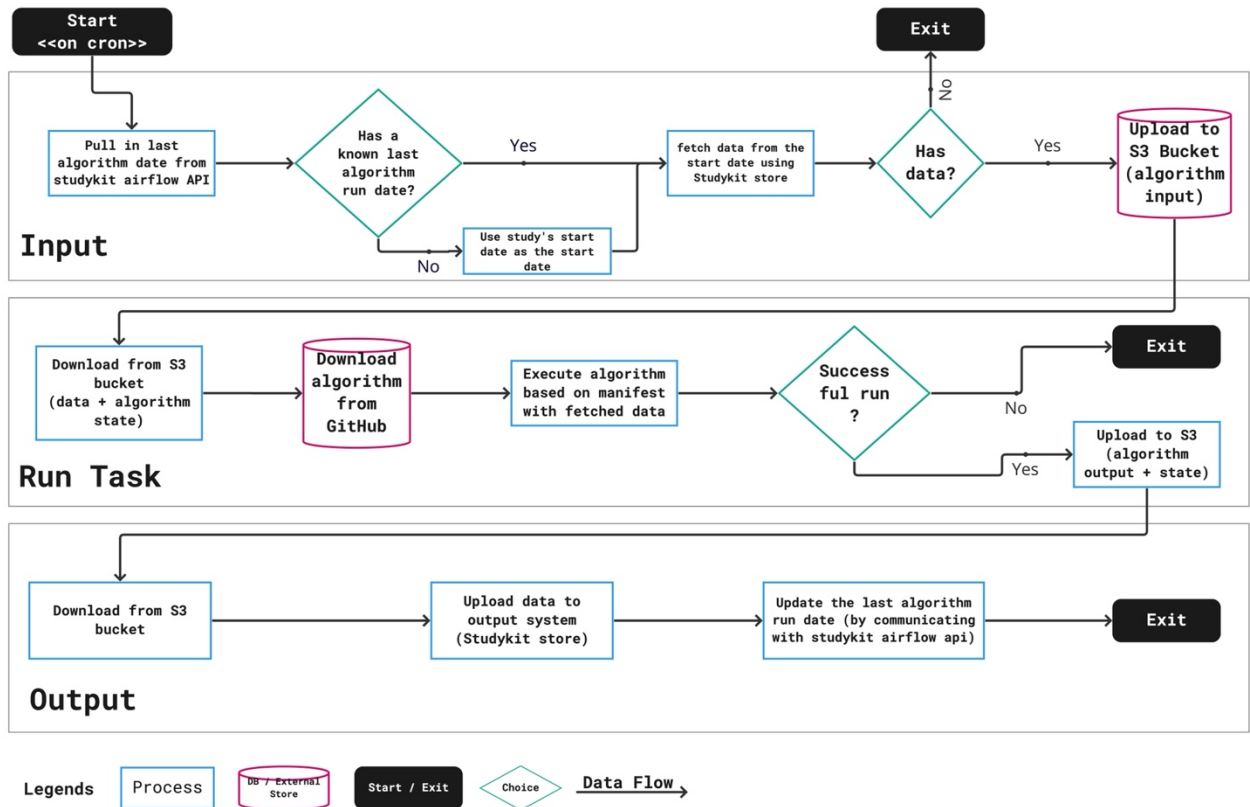 Start
<<on cron>>
Exit
No
Pull in last
algorithm date from
studykit airflow API
Has a
known last
algorithm
run date?
Yes
No
Use study's start
date as the start
date
fetch data from the
start date using
Studykit store
Has
data?
Yes
Upload to
S3 Bucket
(algorithm
input)
Input
Download from S3
bucket
(data + algorithm
state)
Download
algorithm
from
GitHub
Execute algorithm
based on manifest
with fetched data
Success
ful run
?
No
Exit
Yes
Upload to S3
(algorithm
output + state)
Run Task
Download from S3
bucket
Upload data to
output system
(Studykit store)
Update the last algorithm
run date (by communicating
with studykit airflow api)
Exit
Output
Legends
Process
DB / External
Store
Start / Exit
Choice
Data Flow